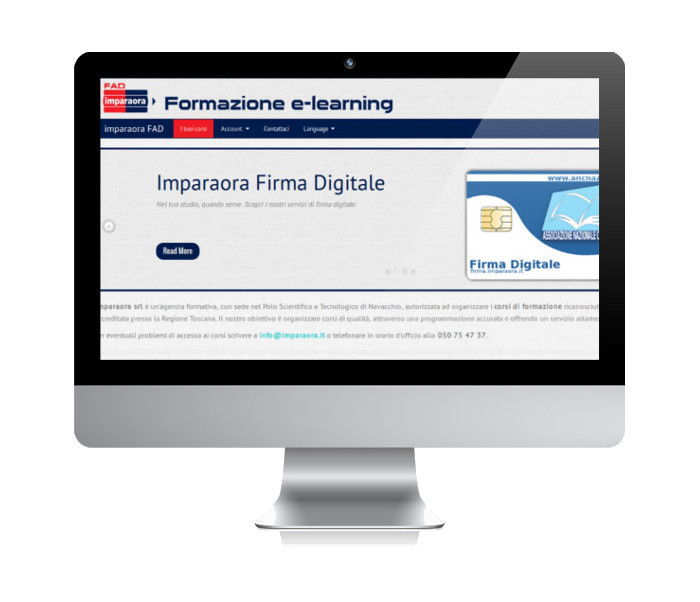 FAD
imparaora
Formazione e-learning
imparaora FAD
I tuoi corsi
Account
Contattaci
Language
Imparaora Firma Digitale
Nel tuo studio, quando serve. Scopri i nostri servizi di firma digitale.
Read More
www.ancnaz
ASSOCIAZIONE NAZIONALE C
Firma Digitale
firma.imparaora.it
paraora srl è un'agenzia formativa, con sede nel Polo Scientifico e Tecnologico di Navacchio, autorizzata ad organizzare i corsi di formazione riconosciut
creditata presso la Regione Toscana. Il nostro obiettivo è organizzare corsi di qualità, attraverso una programmazione accurata e offrendo un servizio altame
r eventuali problemi di accesso ai corsi scrivere a info@imparaora.it o telefonare in orario d'ufficio allo 050 75 47 37.